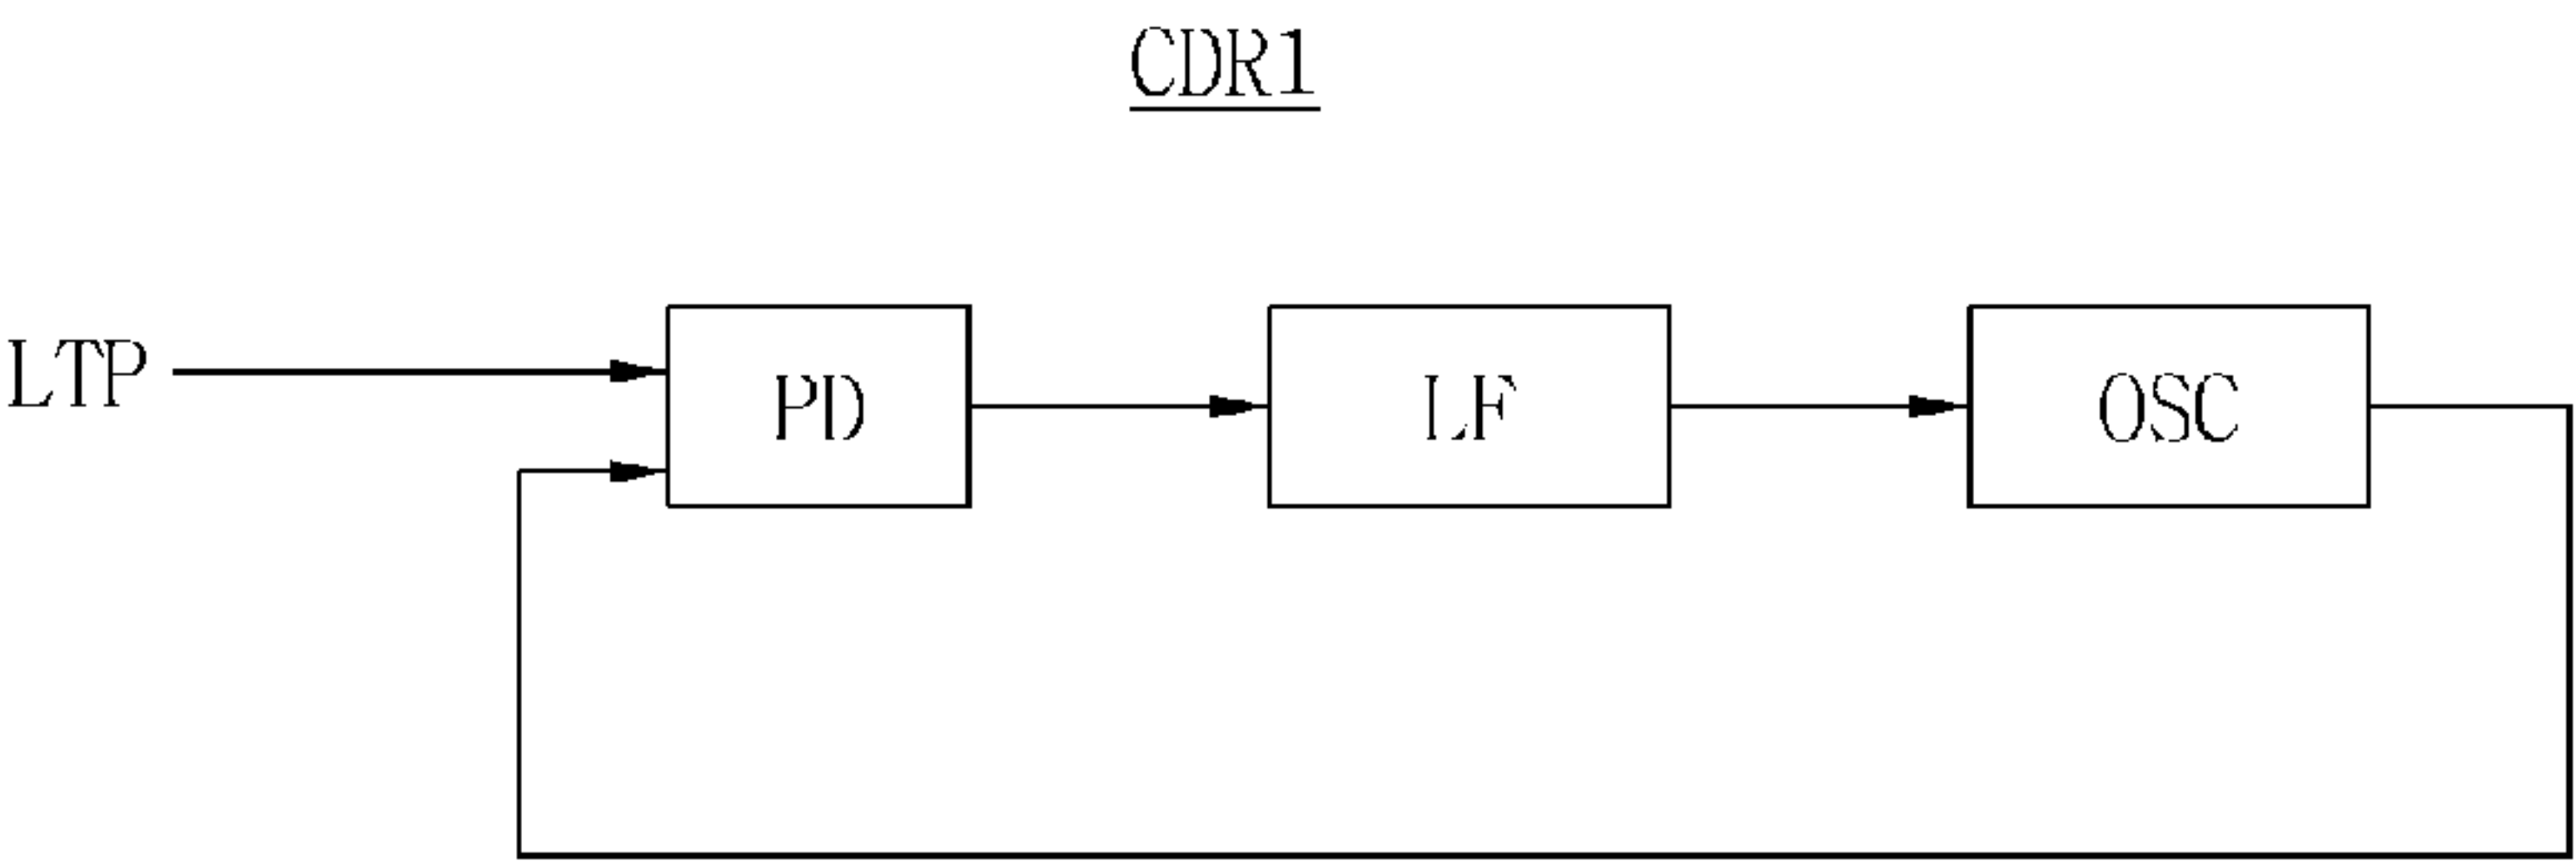 CDR1
LTP
PD
LF
OSC